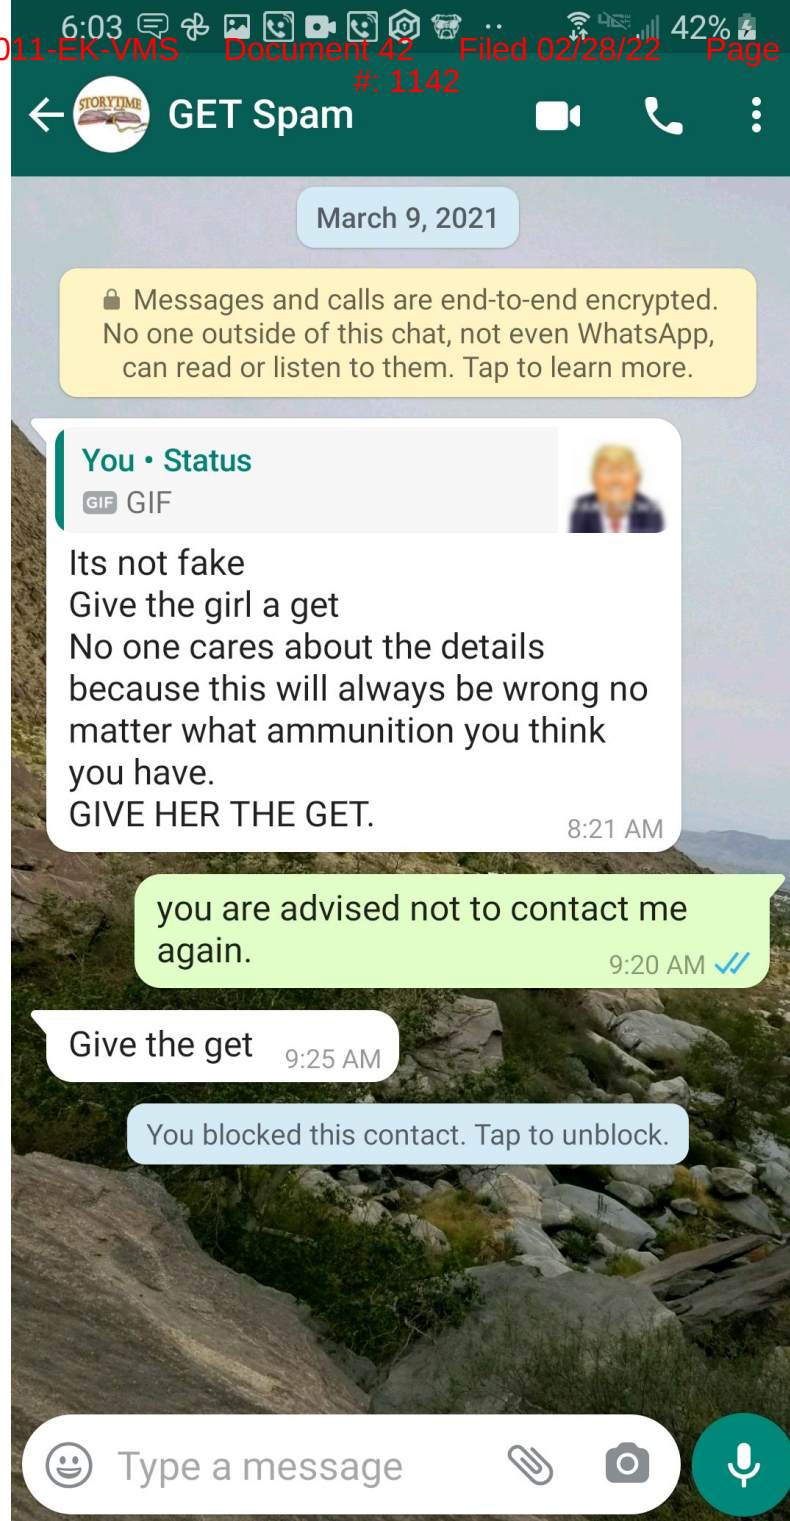 6:03 42%
011-EK-VMS Document 42 Filed 02/28/22 Page
#: 1142
STORYTIME
GET Spam
March 9, 2021
Messages and calls are end-to-end encrypted.
No one outside of this chat, not even WhatsApp,
can read or listen to them. Tap to learn more.
You • Status
GIF GIF
Its not fake
Give the girl a get
No one cares about the details
because this will always be wrong no
matter what ammunition you think
you have.
GIVE HER THE GET.
8:21 AM
you are advised not to contact me
again.
9:20 AM
Give the get 9:25 AM
You blocked this contact. Tap to unblock.
Type a message